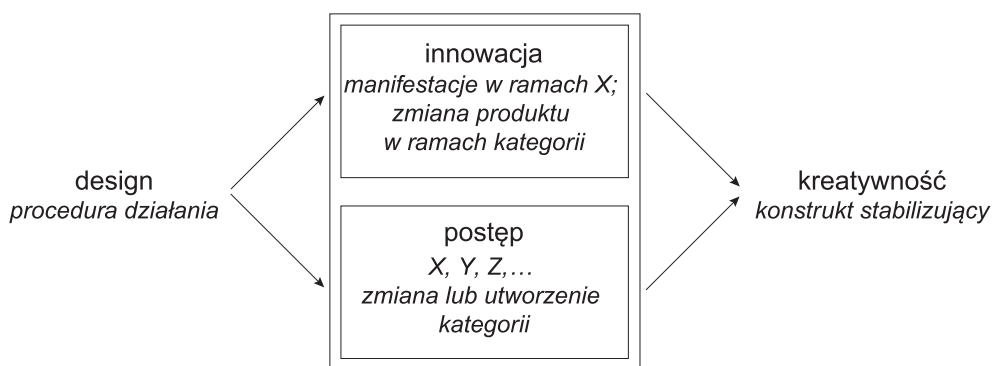 design
procedura działania
innowacja
manifestacje w ramach X;
zmiana produktu
w ramach kategorii
postęp
X, Y, Z,…
zmiana lub utworzenie
kategorii
kreatywność
konstrukt stabilizujący